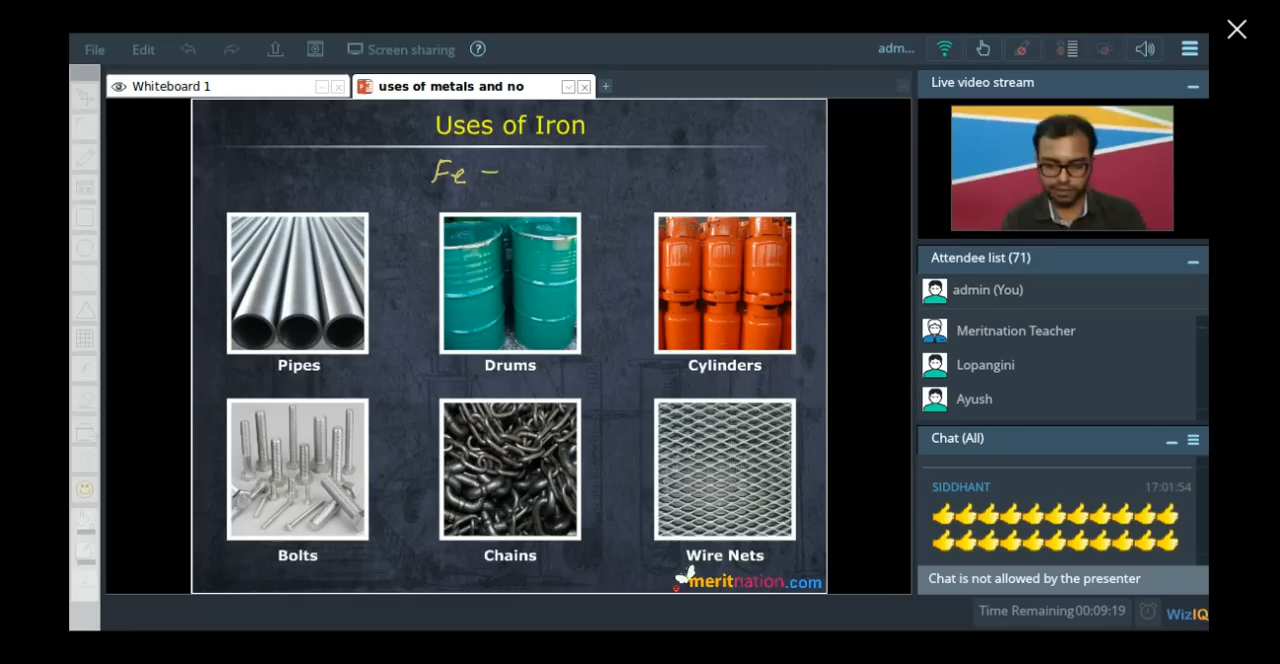 File Edit Screen sharing ? adm...
Whiteboard 1
uses of metals and no
+
Uses of Iron
Fe -
Pipes
Drums
Cylinders
Bolts
Chains
Wire Nets
meritnation.com
Live video stream
Attendee list (71)
admin (You)
Meritnation Teacher
Lopangini
Ayush
Chat (All)
SIDDHANT 17:01:54
Chat is not allowed by the presenter
Time Remaining00:09:19
WizIQ